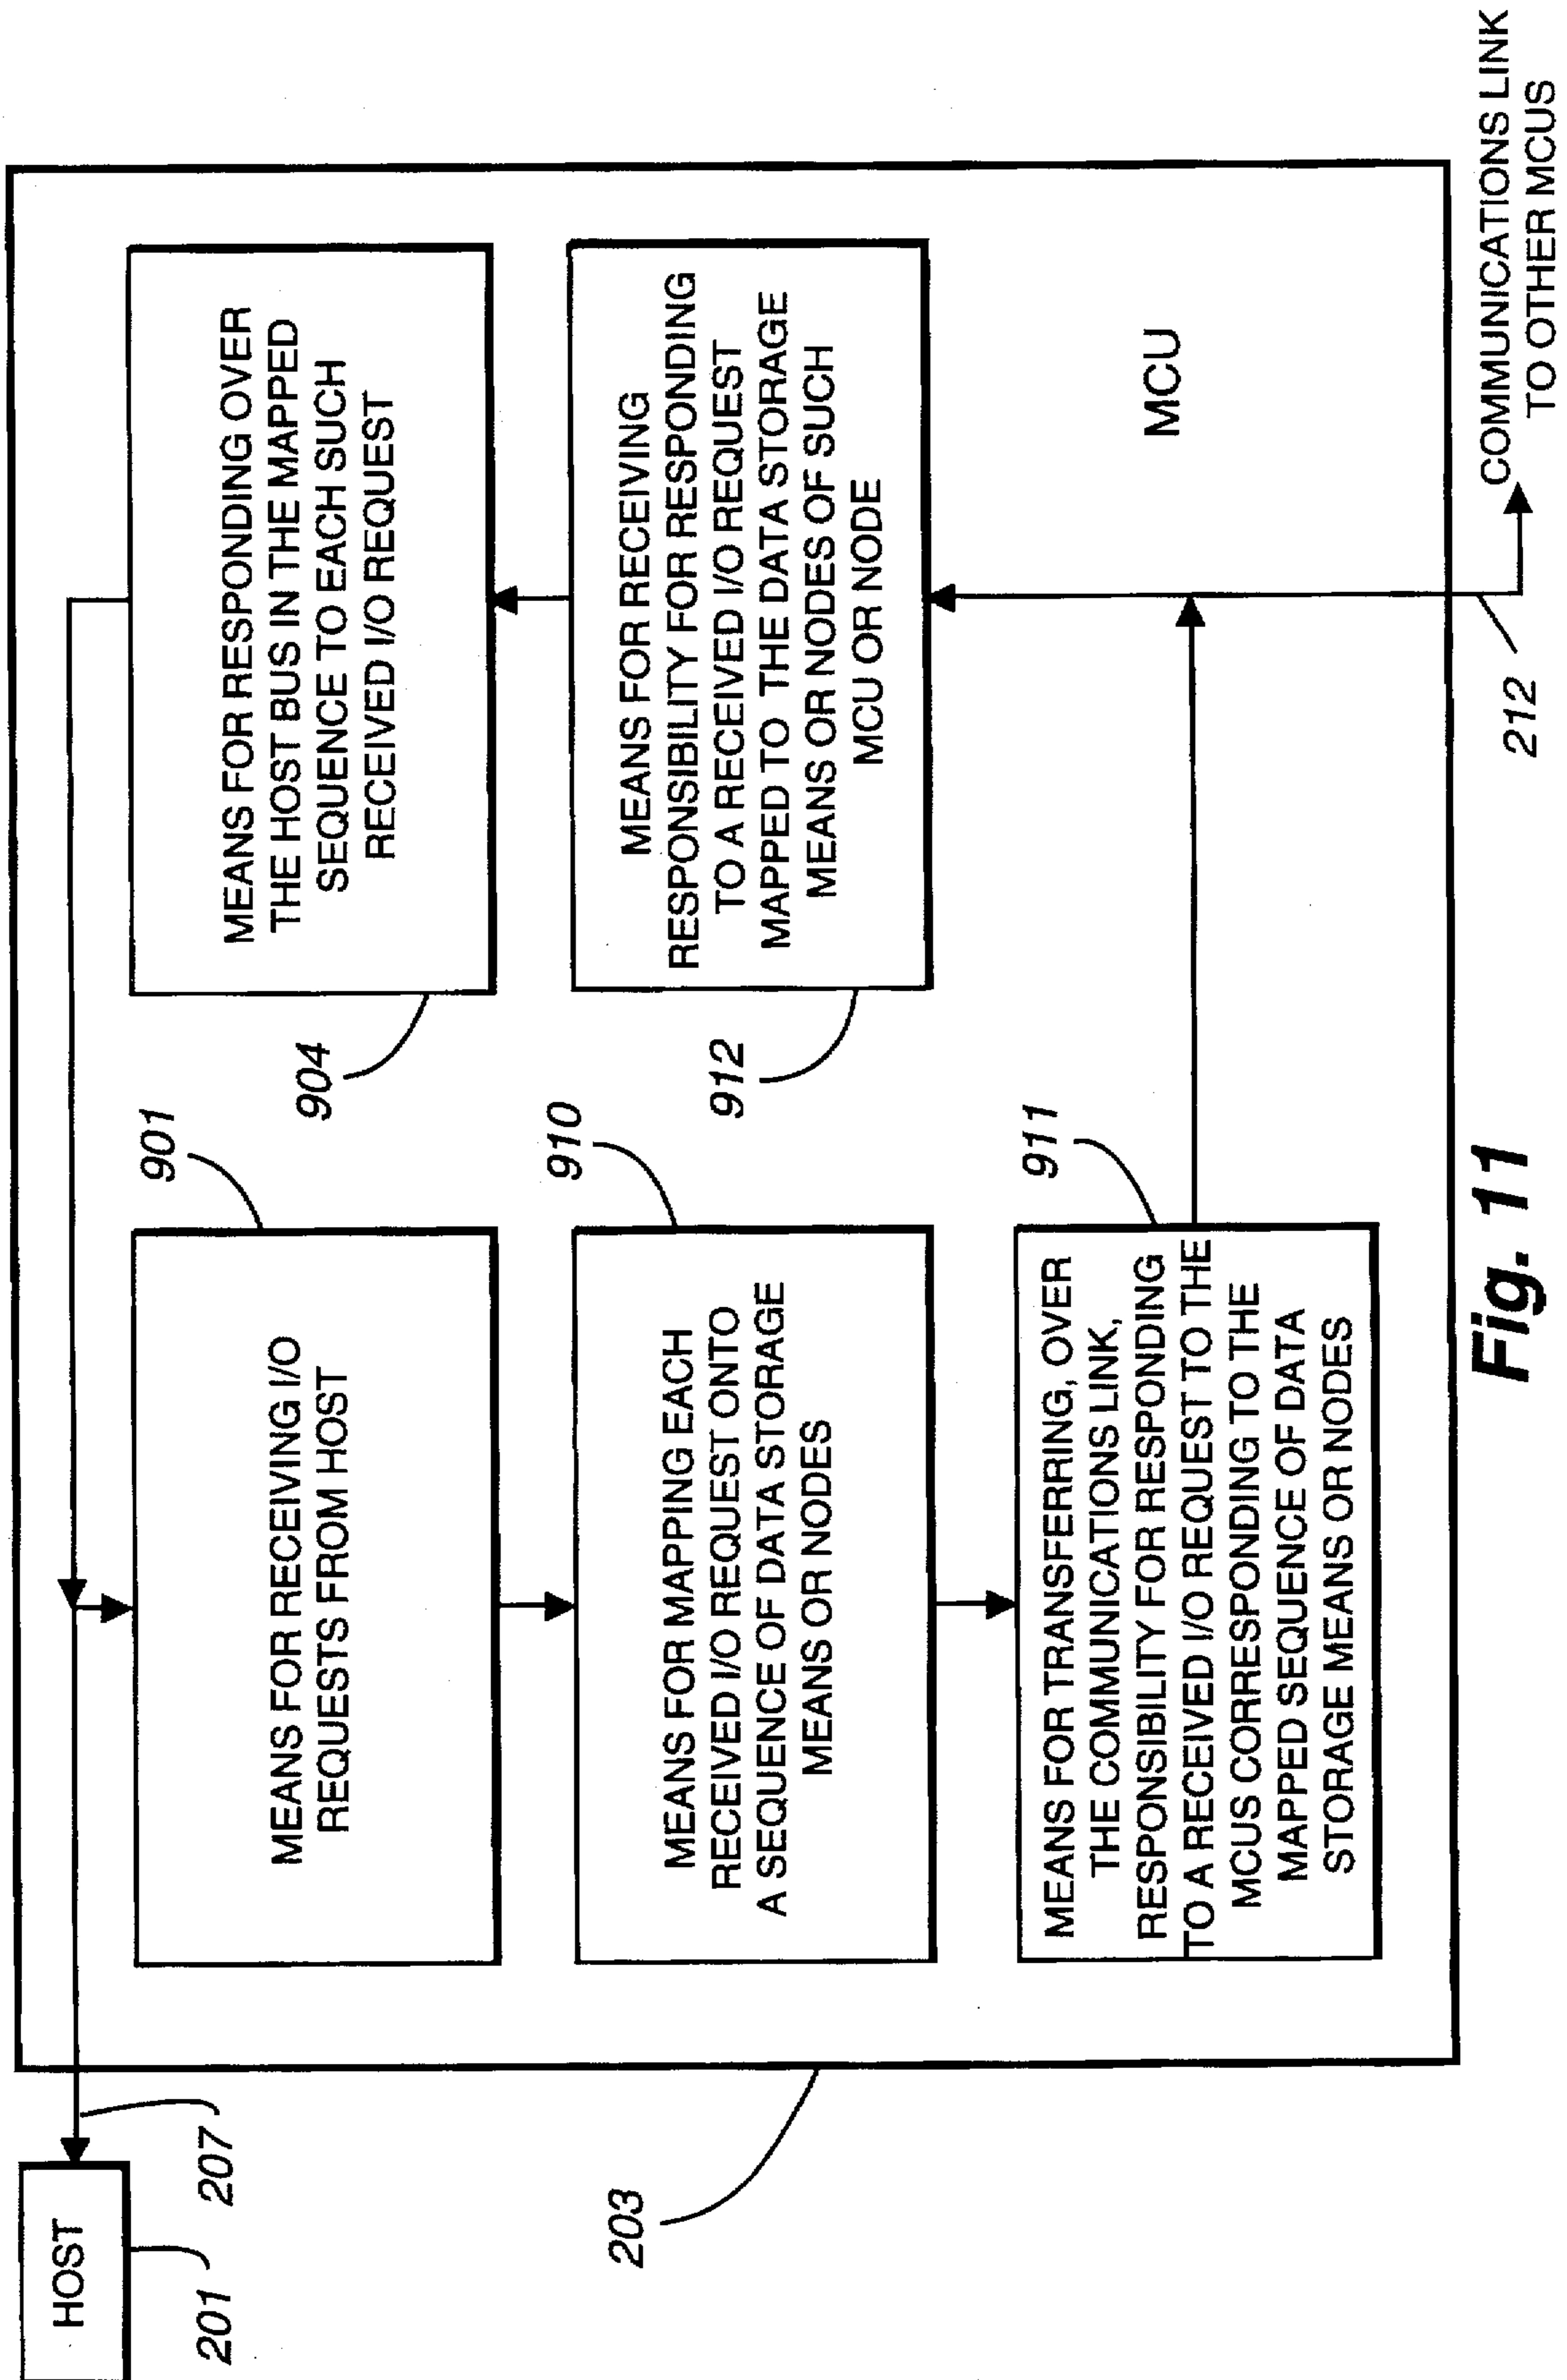 HOST
201
207
203
901
MEANS FOR RECEIVING I/O
REQUESTS FROM HOST
910
MEANS FOR MAPPING EACH
RECEIVED I/O REQUEST ONTO
A SEQUENCE OF DATA STORAGE
MEANS OR NODES
911
MEANS FOR TRANSFERRING, OVER
THE COMMUNICATIONS LINK,
RESPONSIBILITY FOR RESPONDING
TO A RECEIVED I/O REQUEST TO THE
MCUS CORRESPONDING TO THE
MAPPED SEQUENCE OF DATA
STORAGE MEANS OR NODES
904
MEANS FOR RESPONDING OVER
THE HOST BUS IN THE MAPPED
SEQUENCE TO EACH SUCH
RECEIVED I/O REQUEST
912
MEANS FOR RECEIVING
RESPONSIBILITY FOR RESPONDING
TO A RECEIVED I/O REQUEST
MAPPED TO THE DATA STORAGE
MEANS OR NODES OF SUCH
MCU OR NODE
MCU
212
COMMUNICATIONS LINK
TO OTHER MCUS
Fig. 11